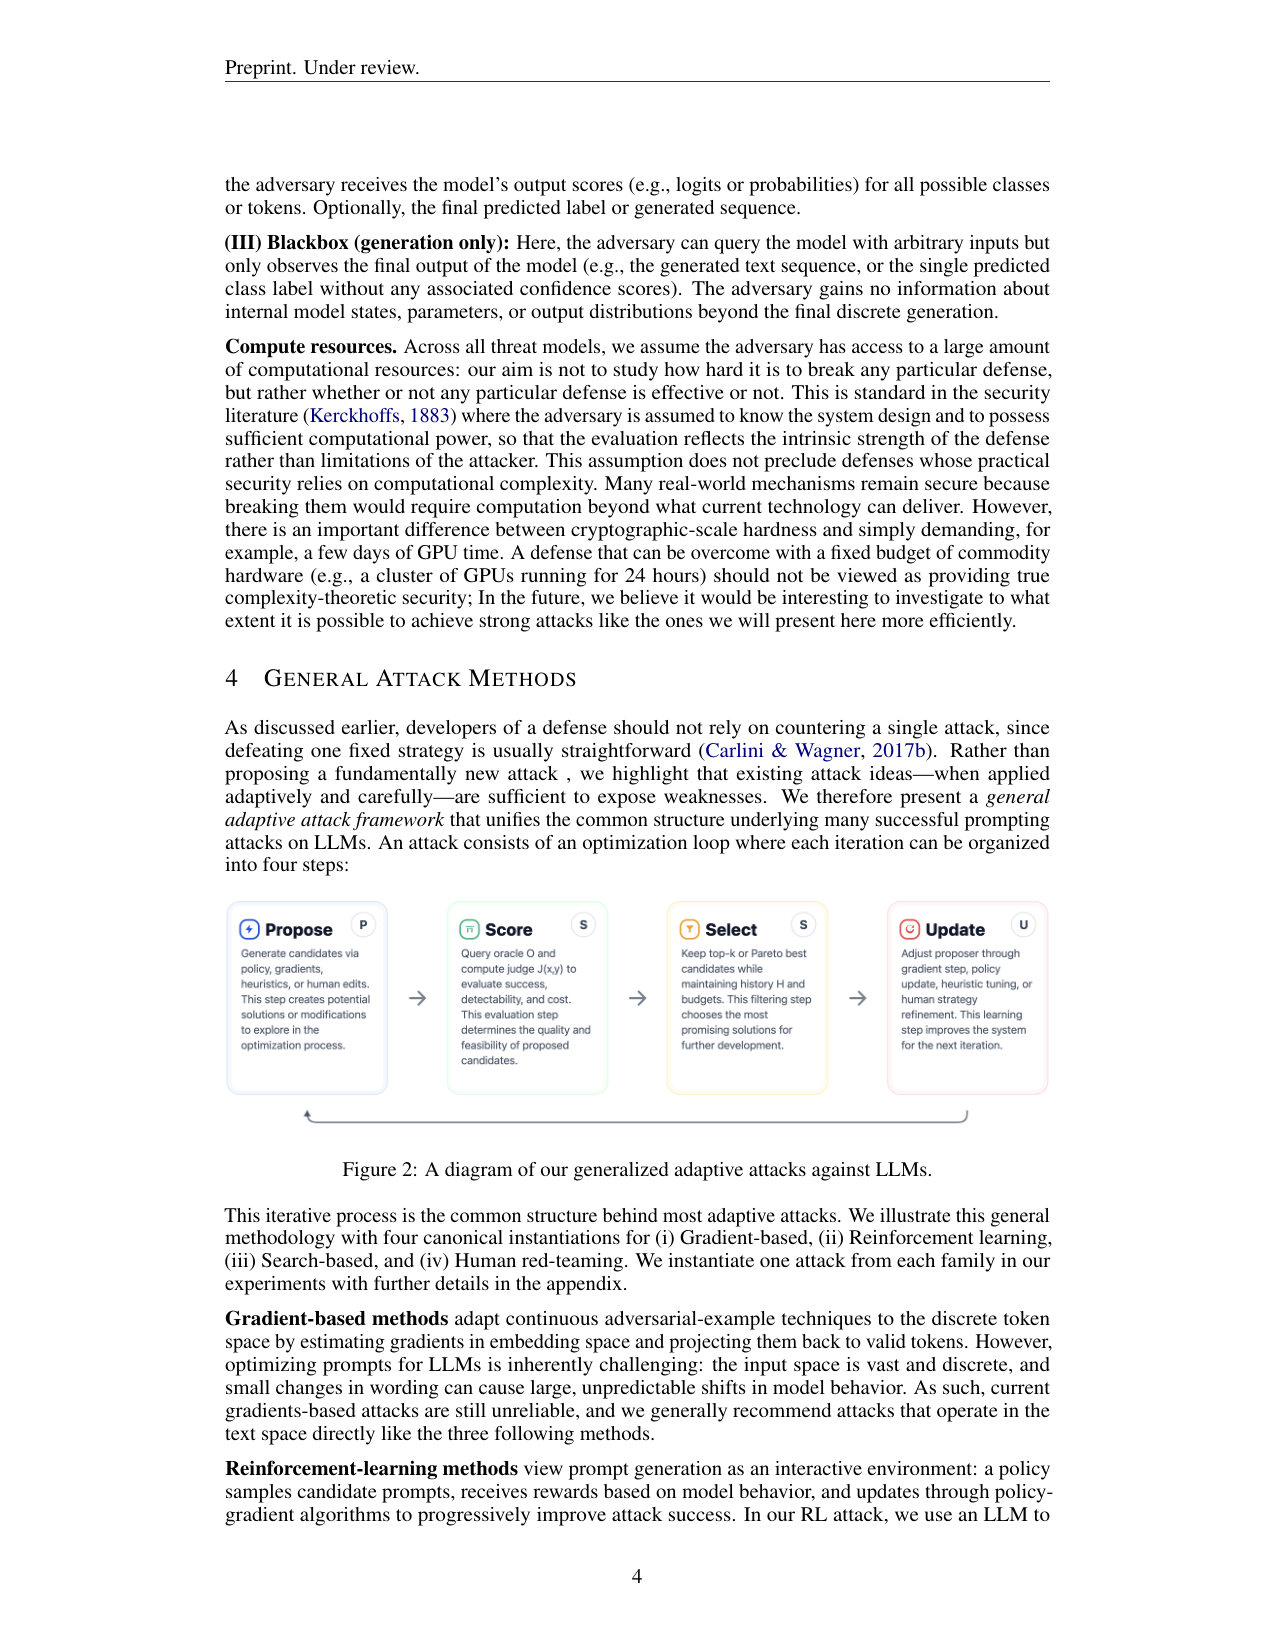 Preprint. Under review.
the adversary receives the model's output scores (e.g., logits or probabilities) for all possible classes
or tokens. Optionally, the final predicted label or generated sequence.
(III) Blackbox (generation only): Here, the adversary can query the model with arbitrary inputs but
only observes the final output of the model (e.g., the generated text sequence, or the single predicted
class label without any associated confidence scores). The adversary gains no information about
internal model states, parameters, or output distributions beyond the final discrete generation.
Compute resources. Across all threat models, we assume the adversary has access to a large amount
of computational resources: our aim is not to study how hard it is to break any particular defense,
but rather whether or not any particular defense is effective or not. This is standard in the security
literature (Kerckhoffs, 1883) where the adversary is assumed to know the system design and to possess
sufficient computational power, so that the evaluation reflects the intrinsic strength of the defense
rather than limitations of the attacker. This assumption does not preclude defenses whose practical
security relies on computational complexity. Many real-world mechanisms remain secure because
breaking them would require computation beyond what current technology can deliver. However,
there is an important difference between cryptographic-scale hardness and simply demanding, for
example, a few days of GPU time. A defense that can be overcome with a fixed budget of commodity
hardware (e.g., a cluster of GPUs running for 24 hours) should not be viewed as providing true
complexity-theoretic security; In the future, we believe it would be interesting to investigate to what
extent it is possible to achieve strong attacks like the ones we will present here more efficiently.
4 GENERAL ATTACK METHODS
As discussed earlier, developers of a defense should not rely on countering a single attack, since
defeating one fixed strategy is usually straightforward (Carlini & Wagner, 2017b). Rather than
proposing a fundamentally new attack , we highlight that existing attack ideas—when applied
adaptively and carefully—are sufficient to expose weaknesses. We therefore present a general
adaptive attack framework that unifies the common structure underlying many successful prompting
attacks on LLMs. An attack consists of an optimization loop where each iteration can be organized
into four steps:
Propose P
Generate candidates via
policy, gradients,
heuristics, or human edits.
This step creates potential
solutions or modifications
to explore in the
optimization process.
Score S
Query oracle O and
compute judge J(x,y) to
evaluate success,
detectability, and cost.
This evaluation step
determines the quality and
feasibility of proposed
candidates.
Select S
Keep top-k or Pareto best
candidates while
maintaining history H and
budgets. This filtering step
chooses the most
promising solutions for
further development.
Update U
Adjust proposer through
gradient step, policy
update, heuristic tuning, or
human strategy
refinement. This learning
step improves the system
for the next iteration.
Figure 2: A diagram of our generalized adaptive attacks against LLMs.
This iterative process is the common structure behind most adaptive attacks. We illustrate this general
methodology with four canonical instantiations for (i) Gradient-based, (ii) Reinforcement learning,
(iii) Search-based, and (iv) Human red-teaming. We instantiate one attack from each family in our
experiments with further details in the appendix.
Gradient-based methods adapt continuous adversarial-example techniques to the discrete token
space by estimating gradients in embedding space and projecting them back to valid tokens. However,
optimizing prompts for LLMs is inherently challenging: the input space is vast and discrete, and
small changes in wording can cause large, unpredictable shifts in model behavior. As such, current
gradients-based attacks are still unreliable, and we generally recommend attacks that operate in the
text space directly like the three following methods.
Reinforcement-learning methods view prompt generation as an interactive environment: a policy
samples candidate prompts, receives rewards based on model behavior, and updates through policy-
gradient algorithms to progressively improve attack success. In our RL attack, we use an LLM to
4